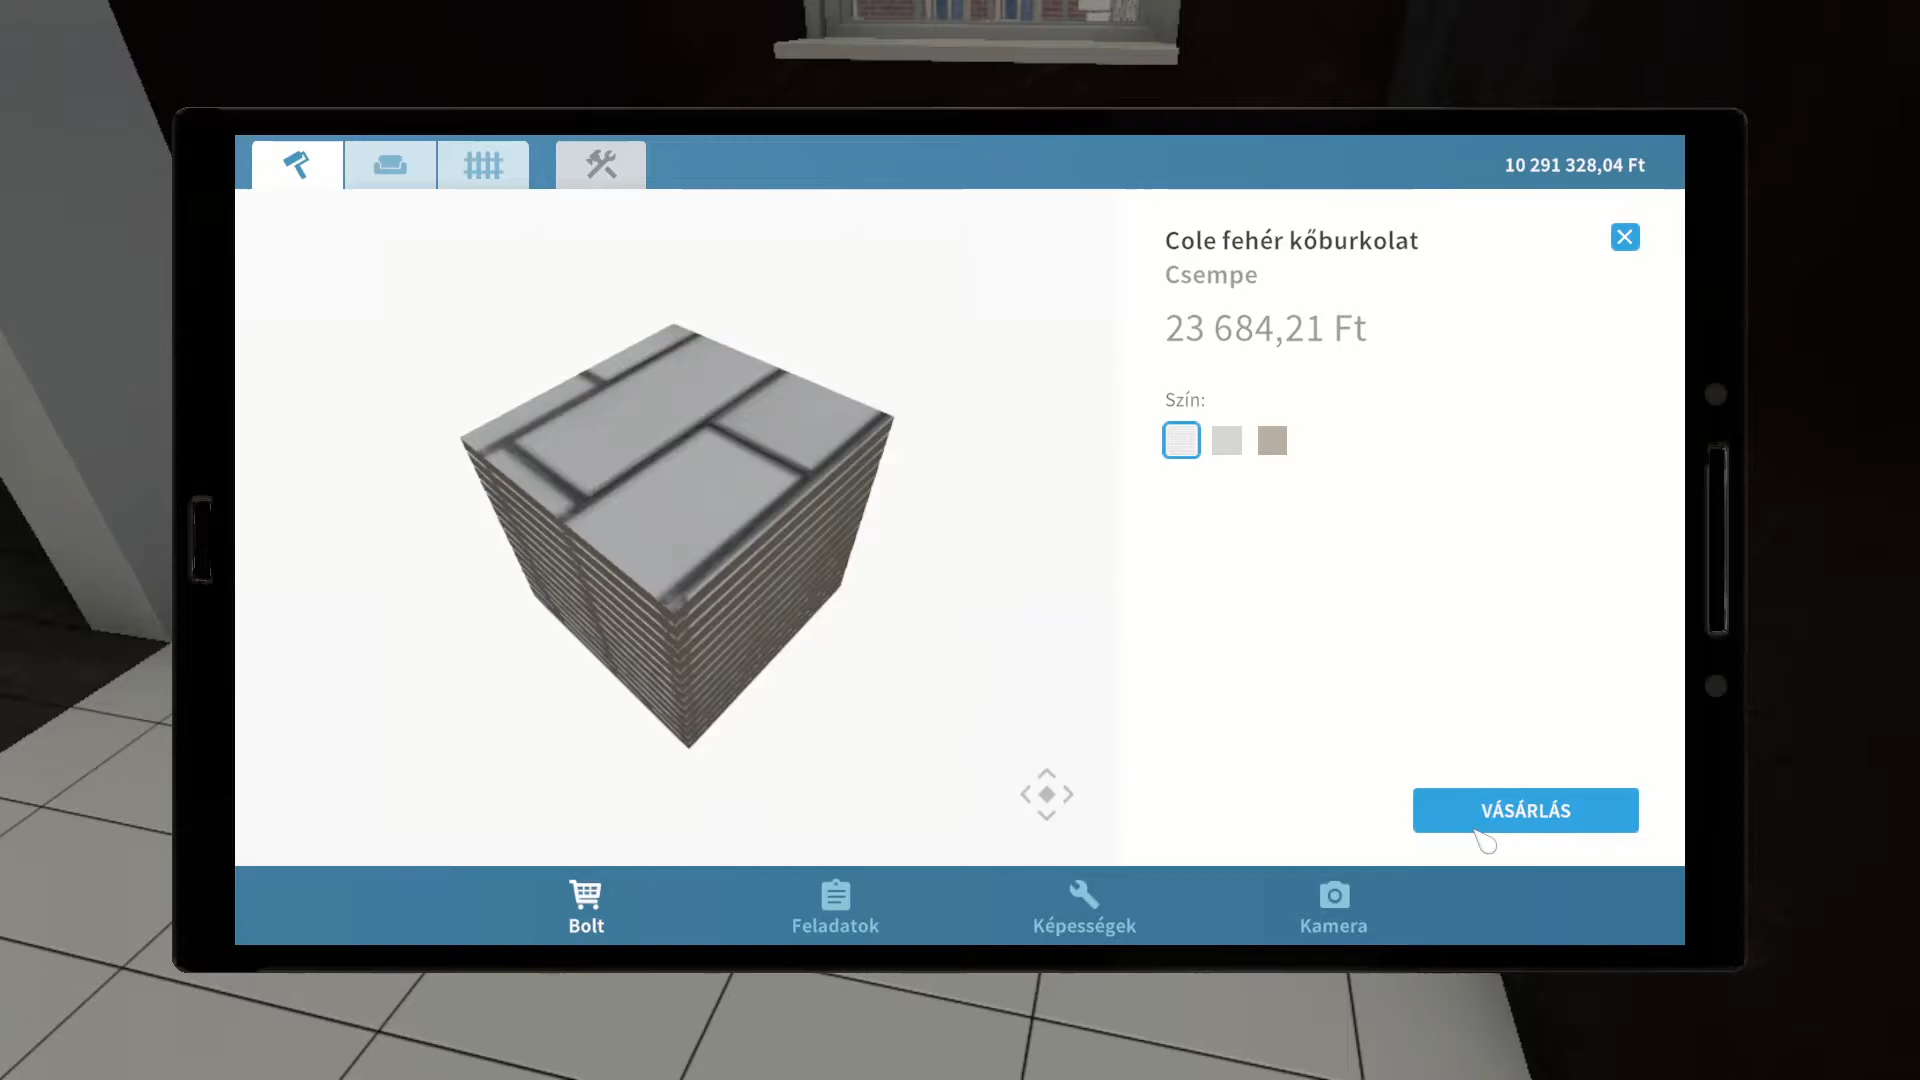 10 291 328,04 Ft
Cole fehér kőburkolat
Csempe
23 684,21 Ft
Szín:
VÁSÁRLÁS
Bolt
Feladatok
Képességek
Kamera